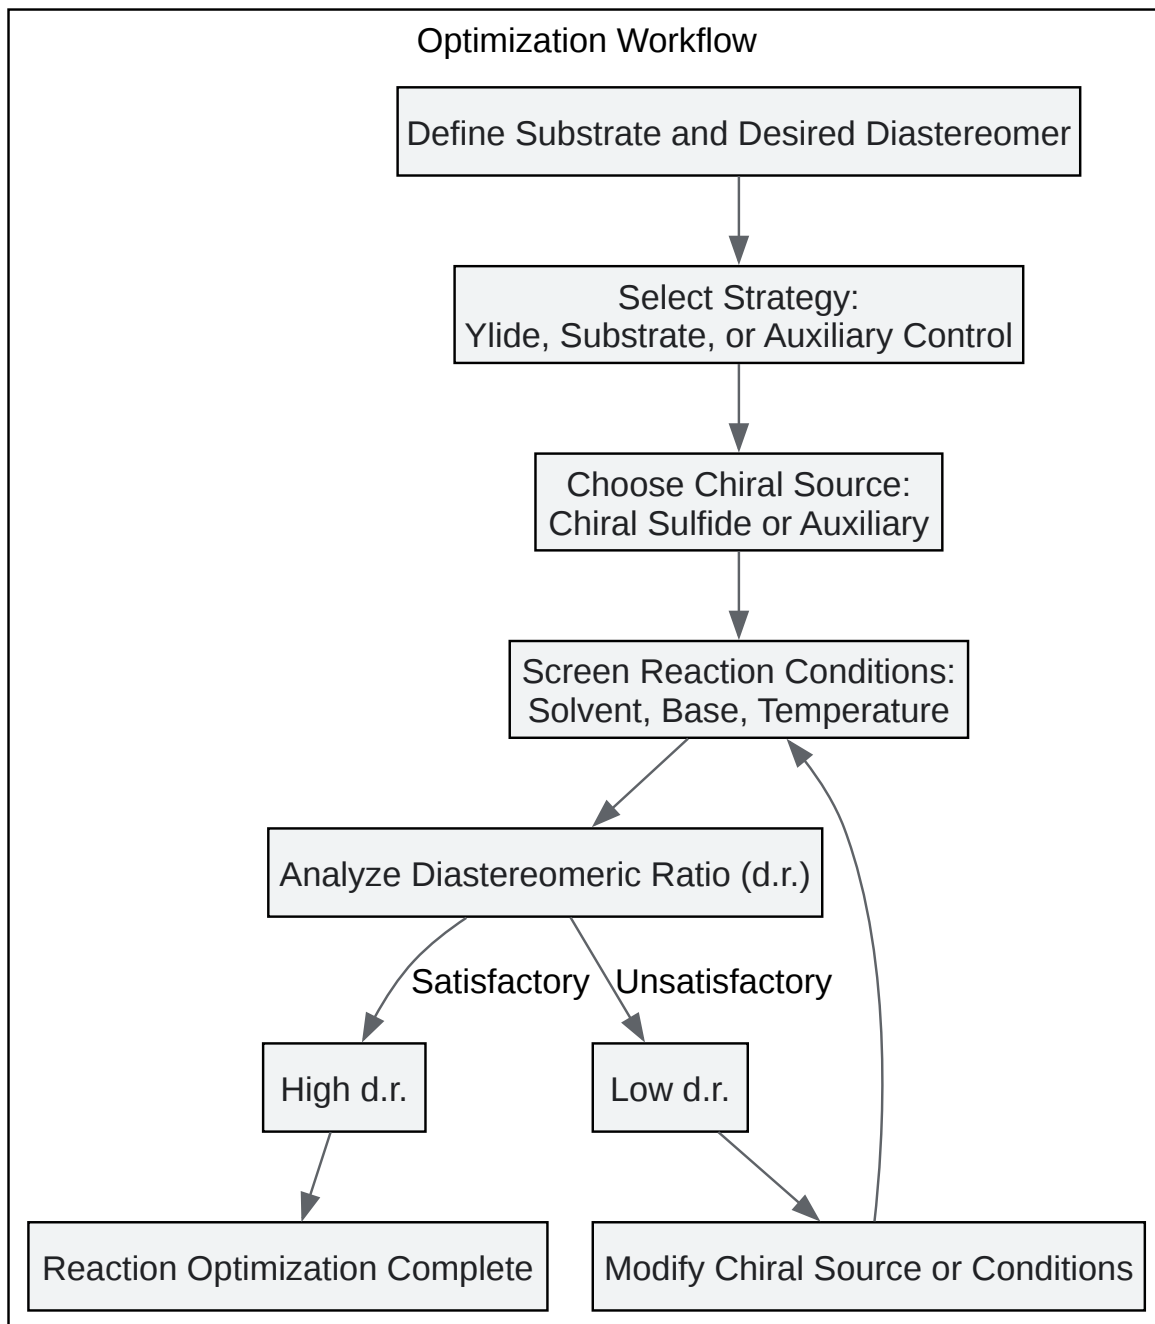 Optimization Workflow
Define Substrate and Desired Diastereomer
Select Strategy:
Ylide, Substrate, or Auxiliary Control
Choose Chiral Source:
Chiral Sulfide or Auxiliary
Screen Reaction Conditions:
Solvent, Base, Temperature
Analyze Diastereomeric Ratio (d.r.)
Satisfactory
Unsatisfactory
High d.r.
Low d.r.
Reaction Optimization Complete
Modify Chiral Source or Conditions